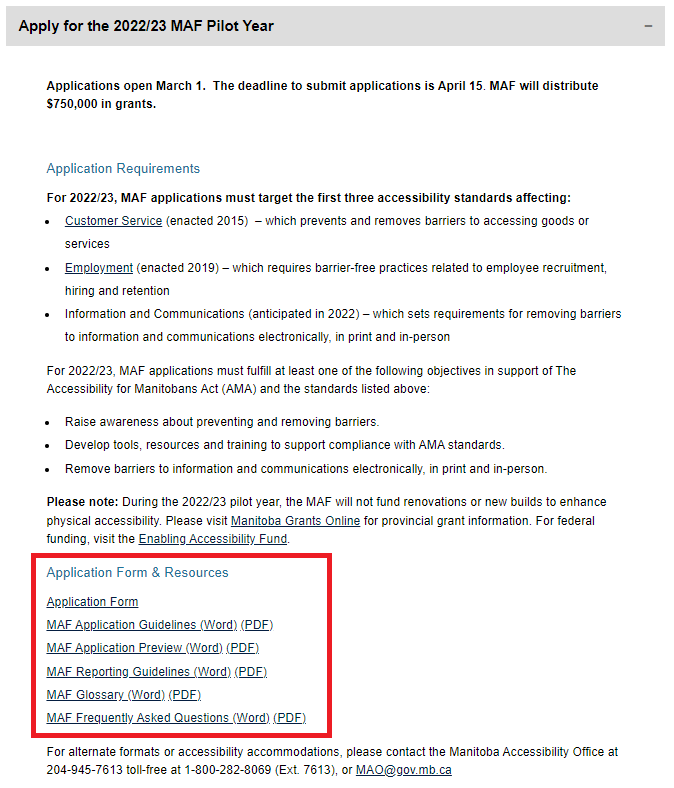 Apply for the 2022/23 MAF Pilot Year –
Applications open March 1.  The deadline to submit applications is April 15. MAF will distribute
$750,000 in grants.
Application Requirements
For 2022/23, MAF applications must target the first three accessibility standards affecting:
• Customer Service (enacted 2015)  – which prevents and removes barriers to accessing goods or
services
• Employment (enacted 2019) – which requires barrier-free practices related to employee recruitment,
hiring and retention
• Information and Communications (anticipated in 2022) – which sets requirements for removing barriers
to information and communications electronically, in print and in-person
For 2022/23, MAF applications must fulfill at least one of the following objectives in support of The
Accessibility for Manitobans Act (AMA) and the standards listed above:
• Raise awareness about preventing and removing barriers.
• Develop tools, resources and training to support compliance with AMA standards.
• Remove barriers to information and communications electronically, in print and in-person.
Please note: During the 2022/23 pilot year, the MAF will not fund renovations or new builds to enhance
physical accessibility. Please visit Manitoba Grants Online for provincial grant information. For federal
funding, visit the Enabling Accessibility Fund.
Application Form & Resources
Application Form
MAF Application Guidelines (Word) (PDF)
MAF Application Preview (Word) (PDF)
MAF Reporting Guidelines (Word) (PDF)
MAF Glossary (Word) (PDF)
MAF Frequently Asked Questions (Word) (PDF)
For alternate formats or accessibility accommodations, please contact the Manitoba Accessibility Office at
204-945-7613 toll-free at 1-800-282-8069 (Ext. 7613), or MAO@gov.mb.ca